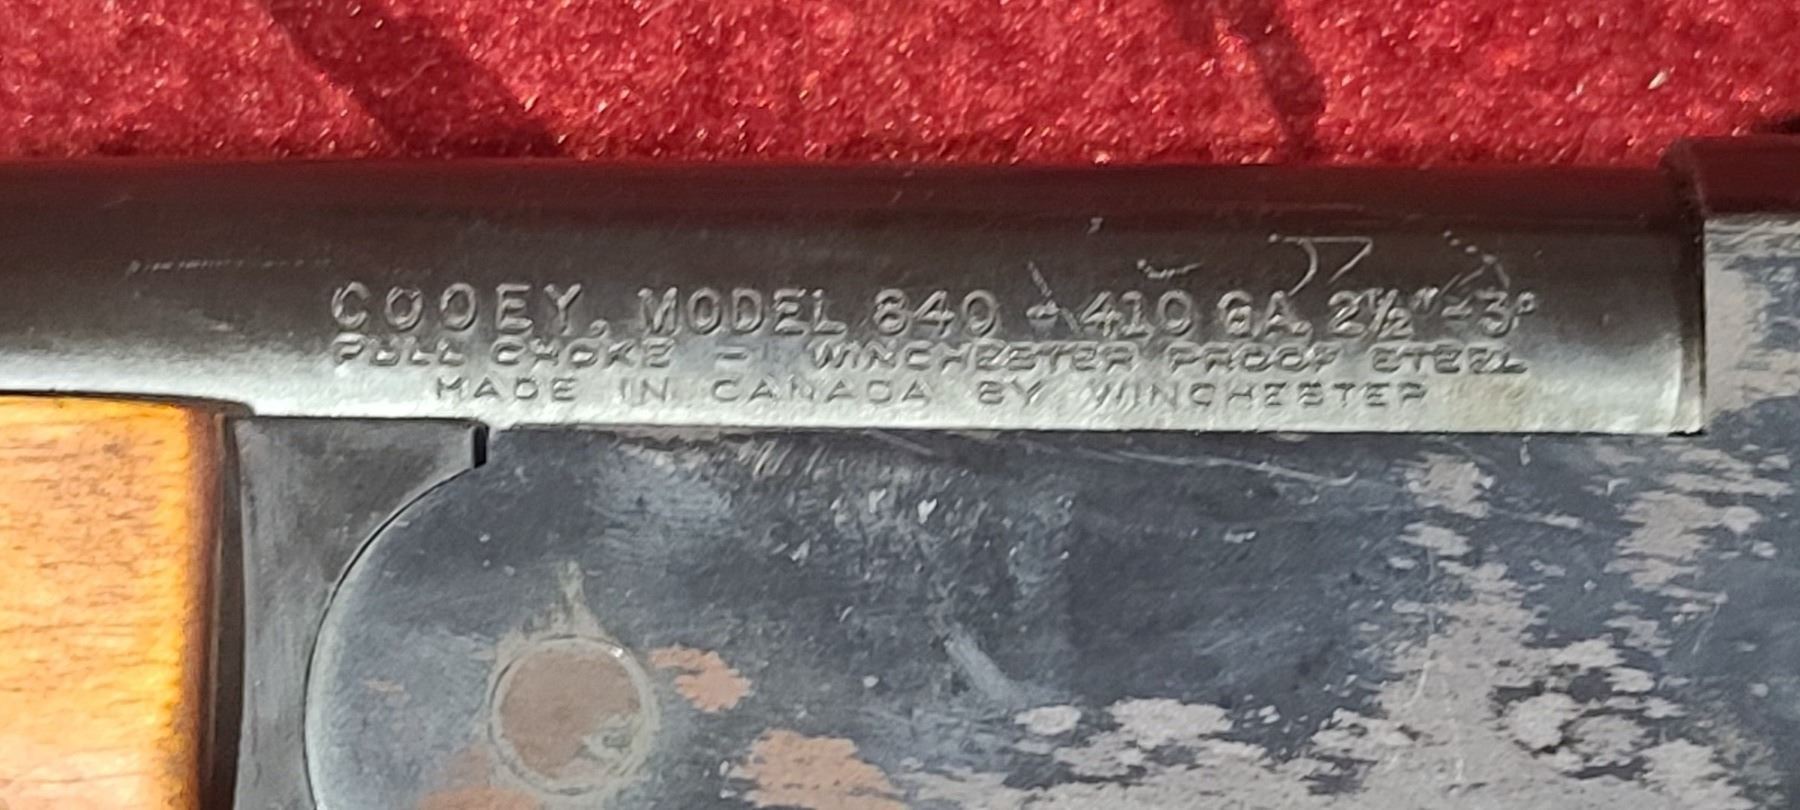 COOEY, MODEL 840 - 410 GA. 2½" - 3"
FULL CHOKE - WINCHESTER PROOF STEEL
MADE IN CANADA BY WINCHESTER